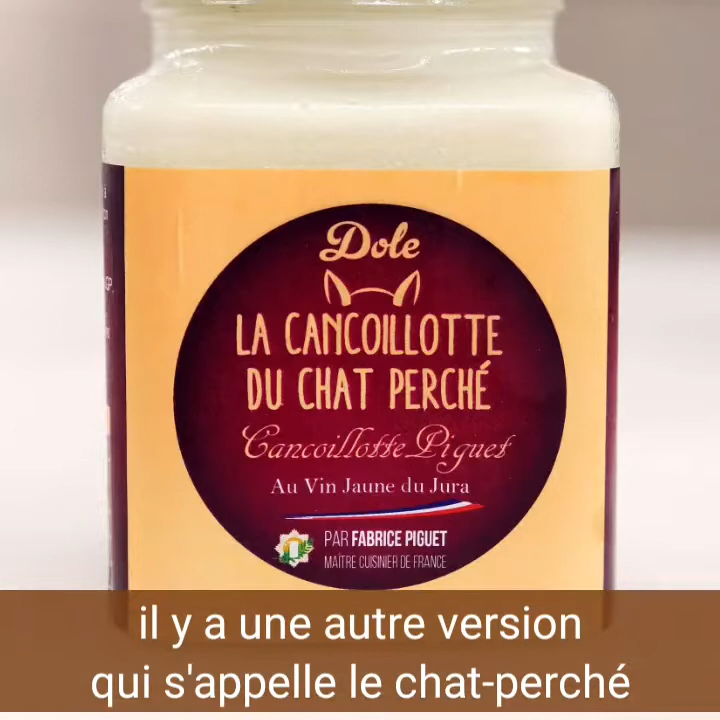 Dole
LA CANCOILLOTTE
DU CHAT PERCHÉ
Cancoillotte Piguet
Au Vin Jaune du Jura
PAR FABRICE PIGUET
MAÎTRE CUISINIER DE FRANCE
il y a une autre version
qui s'appelle le chat-perché